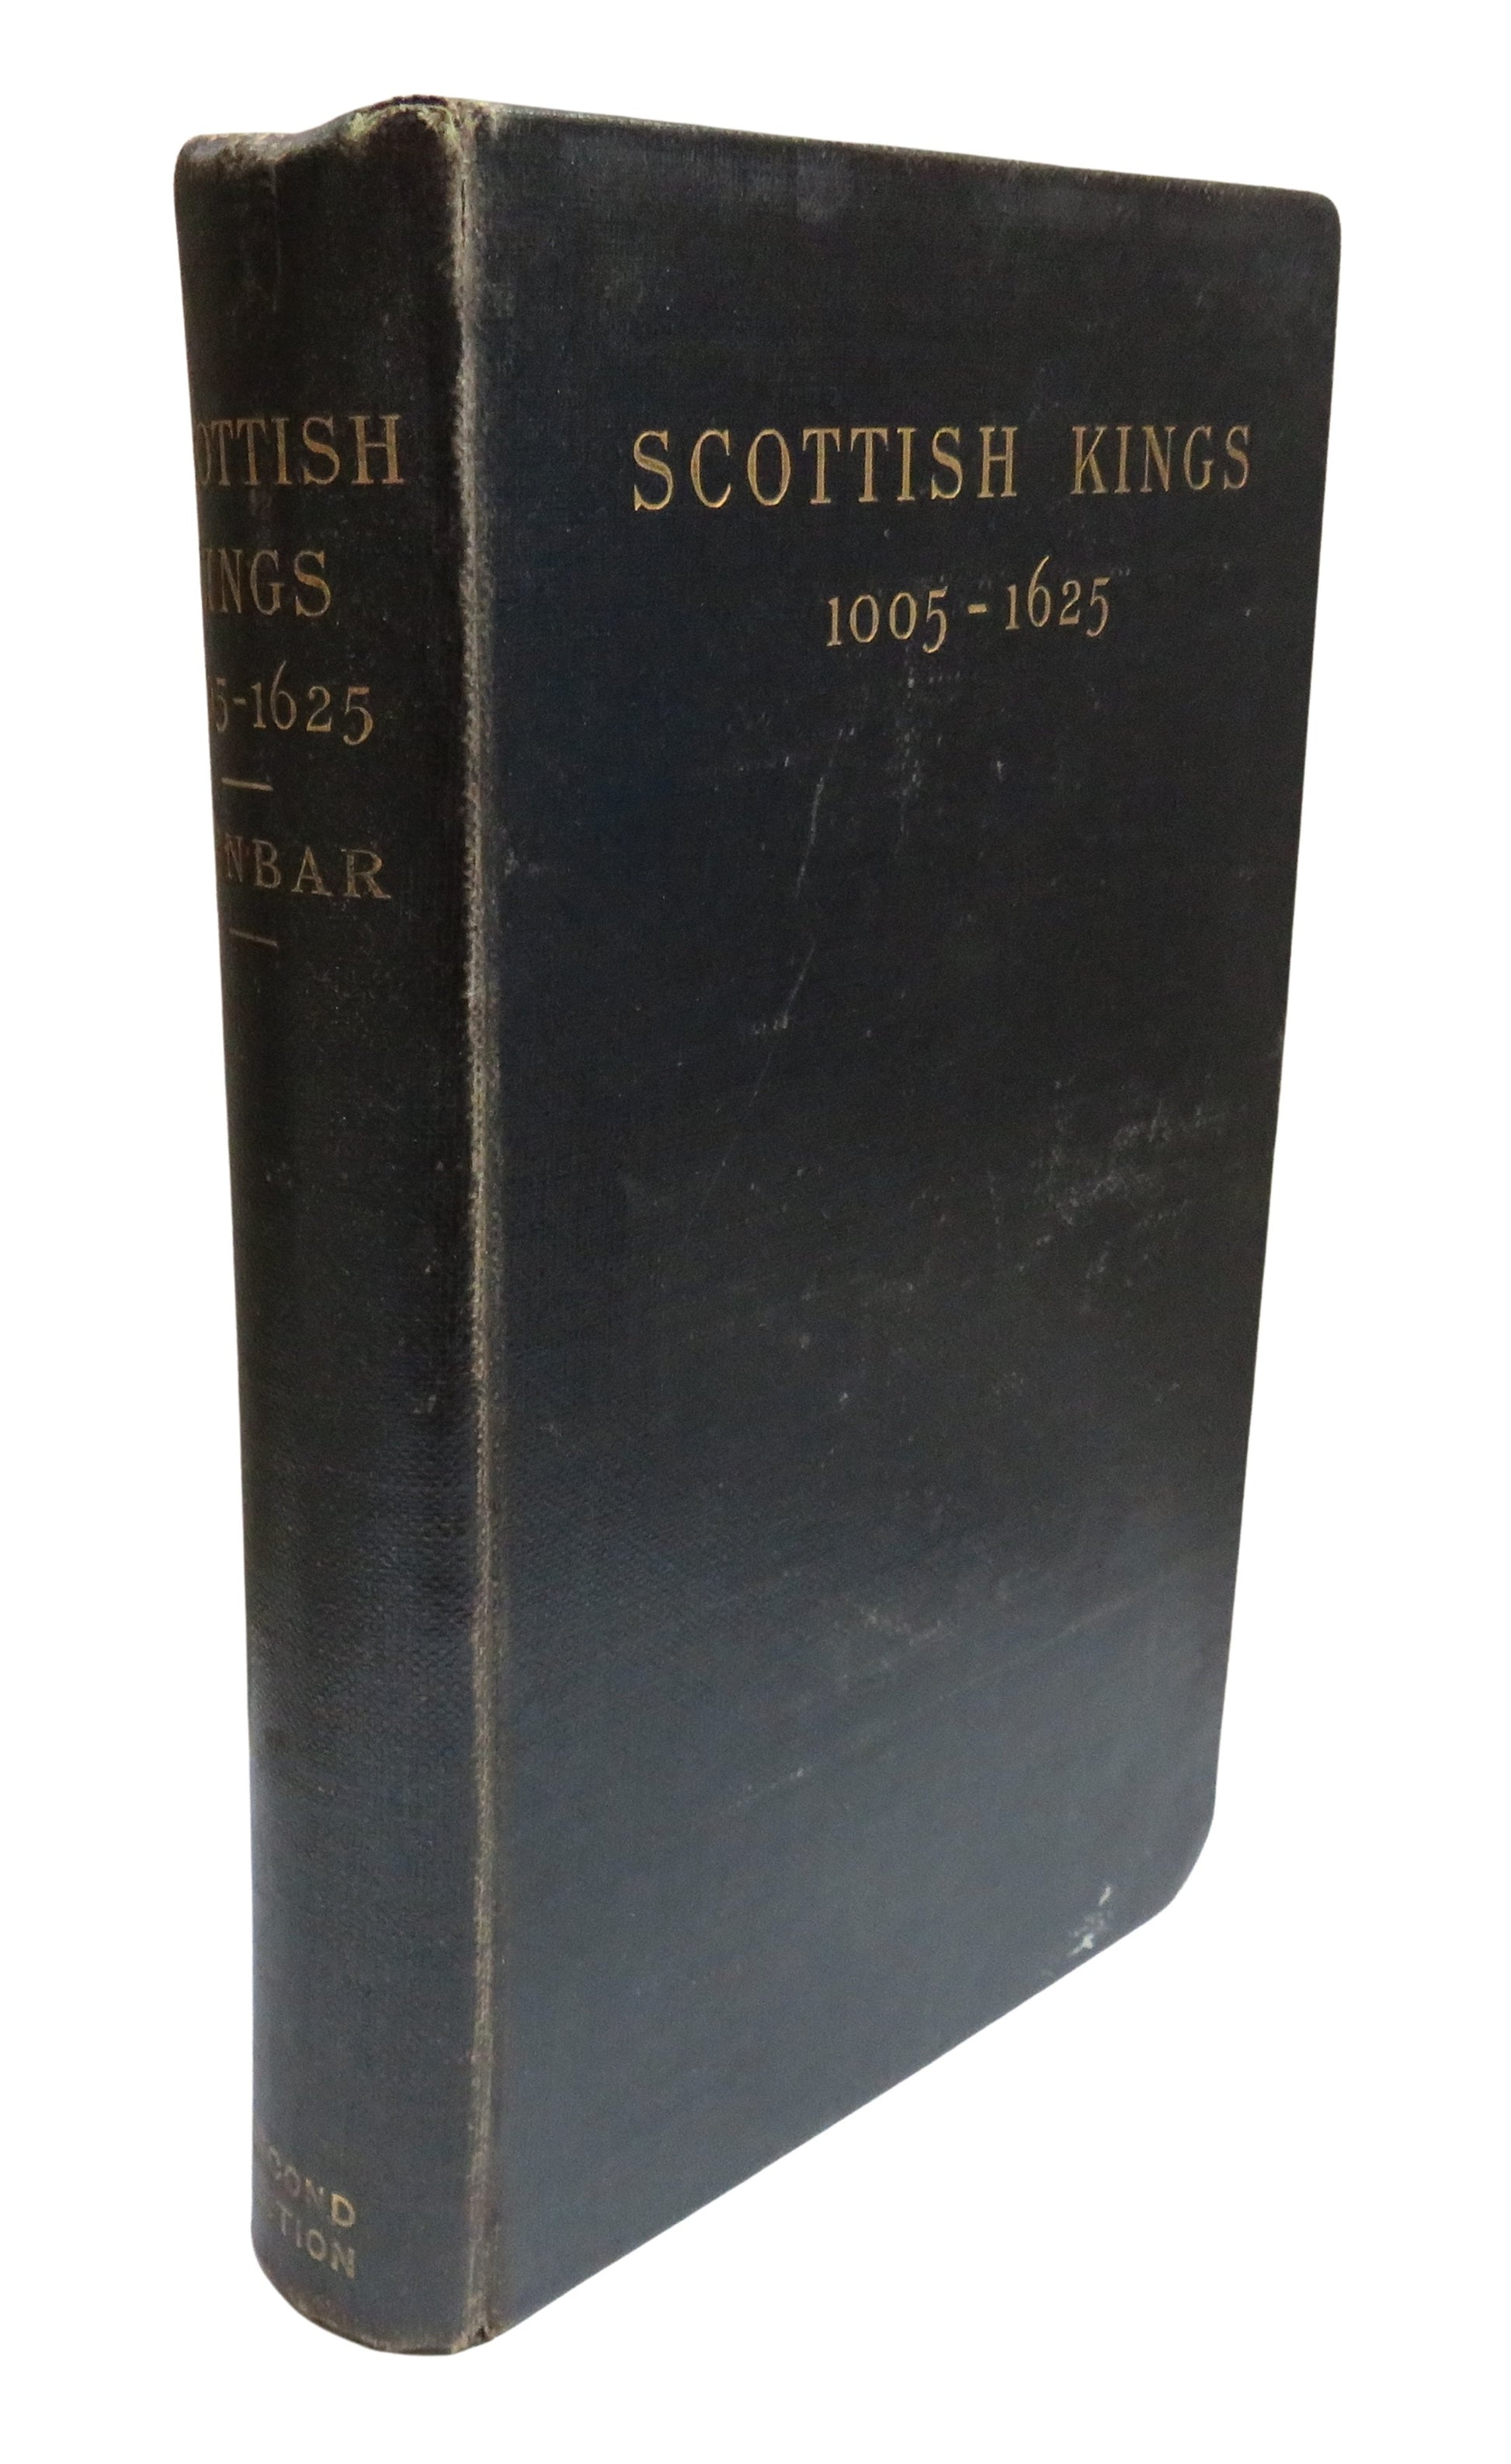 OTTISH
INGS
5-1625
NBAR
COND
TION
SCOTTISH KINGS
1005-1625